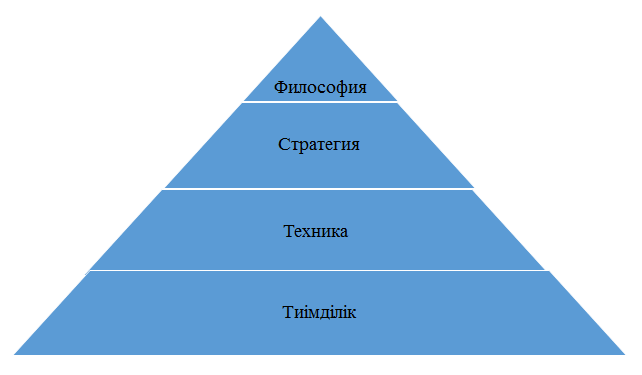 Философия
Стратегия
Техника
Тиімділік